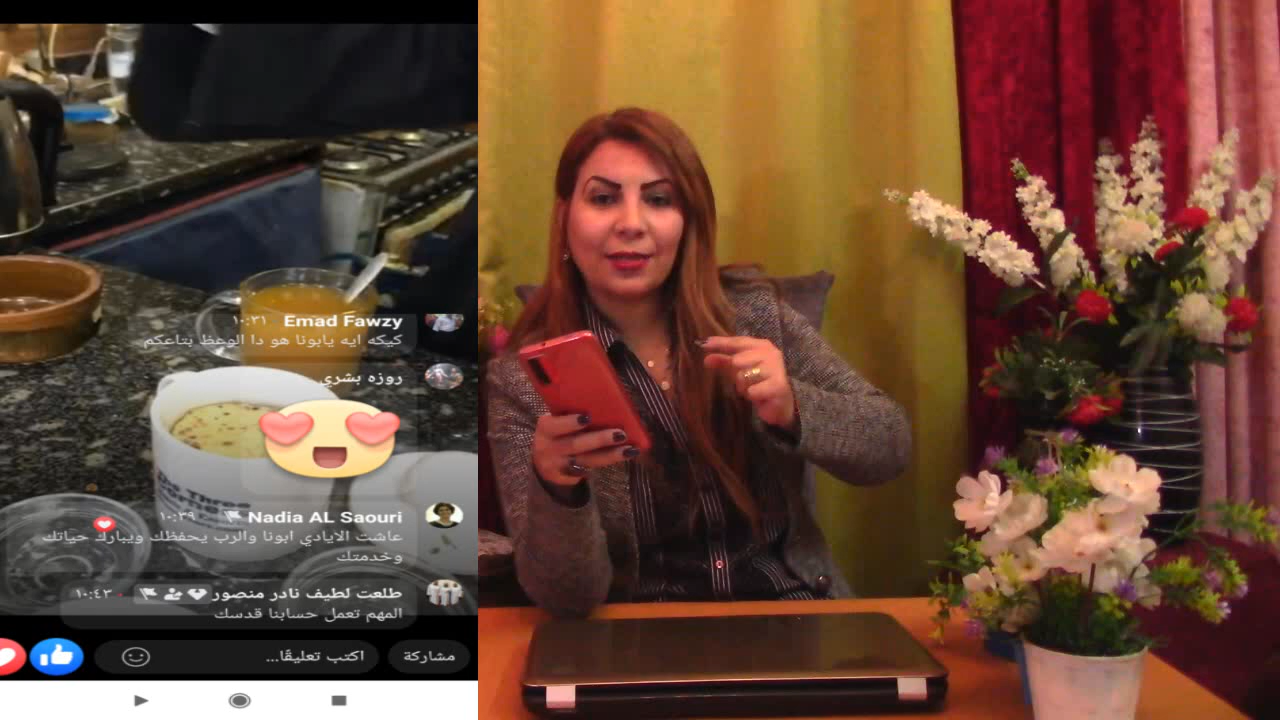 Emad Fawzy ١٠:٣١
كيكه ايه يابونا هو دا الوعظ بتاعكم
روزه بشري
Nadia AL Saouri ١٠:٣٩
عاشت الايادي ابونا والرب يحفظك ويبارك حياتك
وخدمتك
طلعت لطيف نادر منصور ١٠:٤٣
المهم تعمل حسابنا قدسك
اكتب تعليقًا...
مشاركة